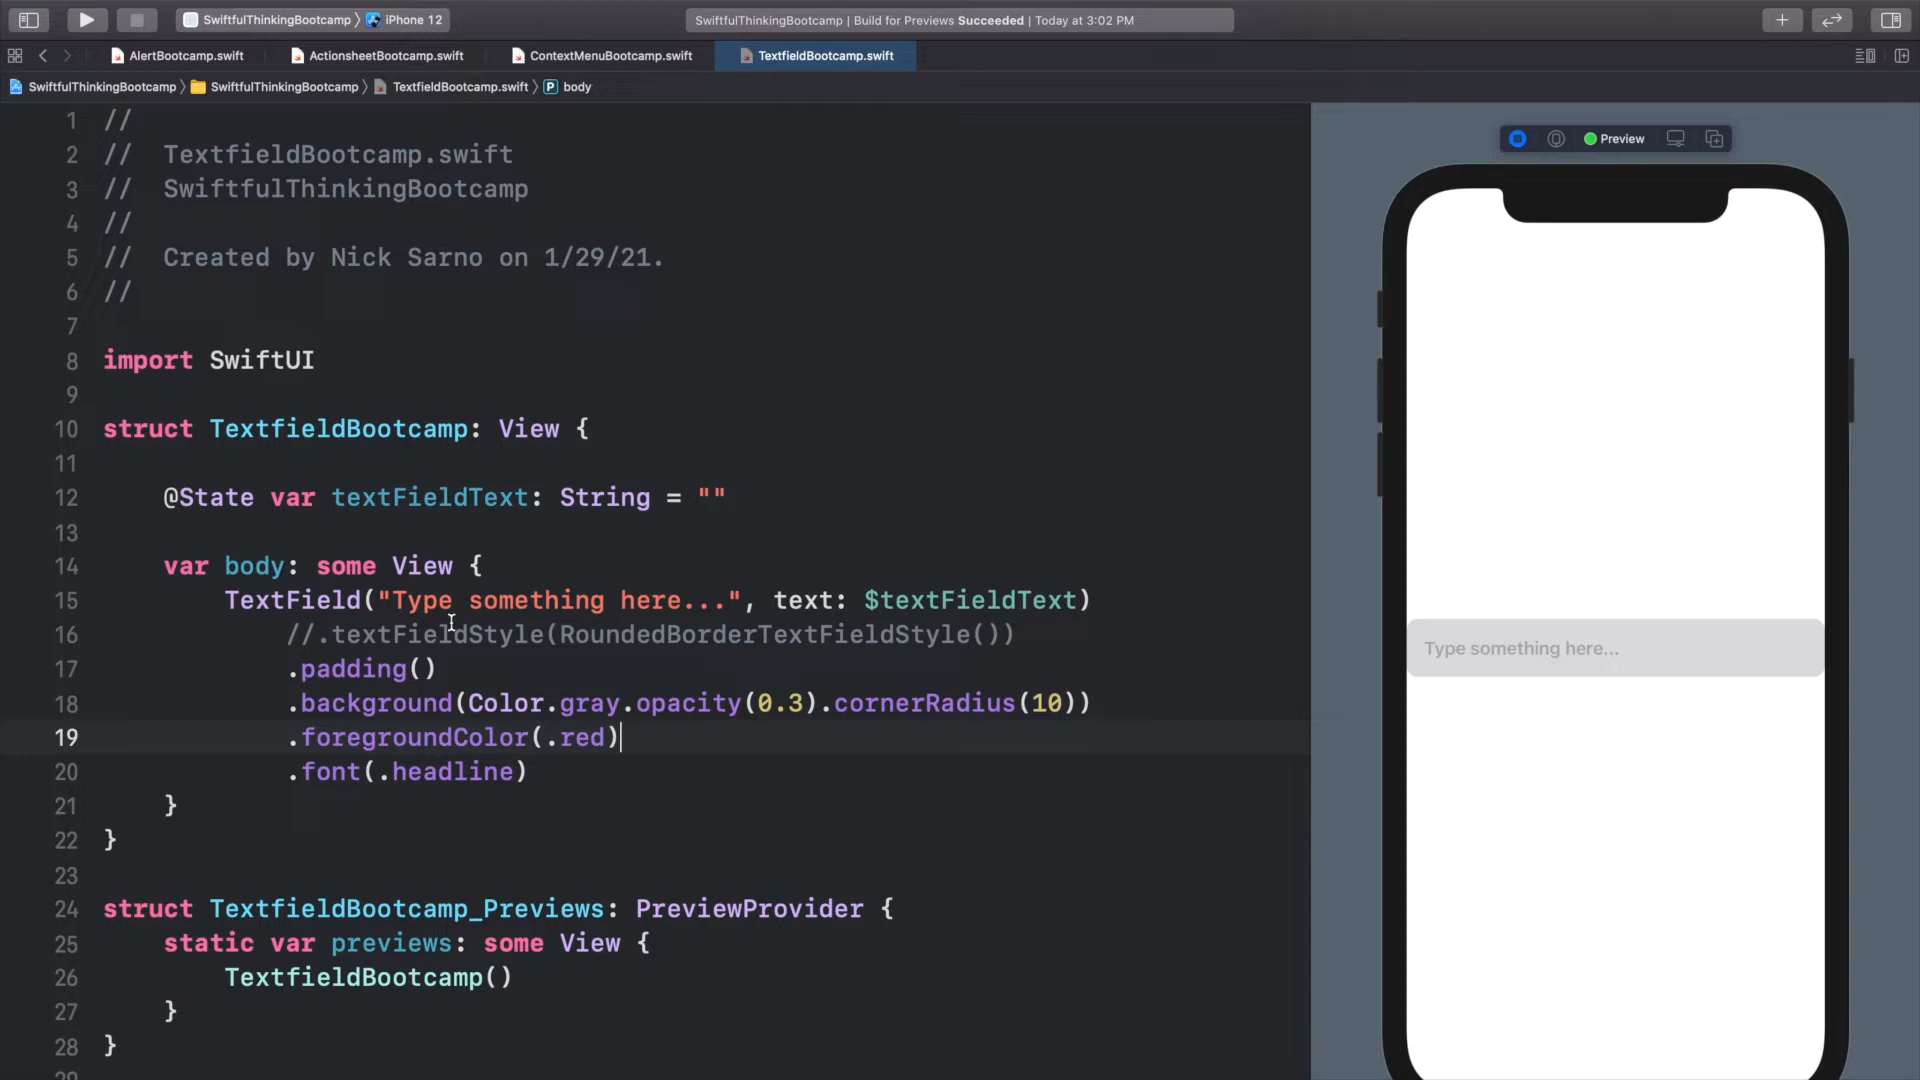 SwiftfulThinkingBootcamp 〉 iPhone 12
SwiftfulThinkingBootcamp | Build for Previews Succeeded | Today at 3:02 PM
AlertBootcamp.swift
ActionsheetBootcamp.swift
ContextMenuBootcamp.swift
TextfieldBootcamp.swift
SwiftfulThinkingBootcamp 〉 SwiftfulThinkingBootcamp 〉 TextfieldBootcamp.swift 〉 P body
1 //
2 //  TextfieldBootcamp.swift
3 //  SwiftfulThinkingBootcamp
4 //
5 //  Created by Nick Sarno on 1/29/21.
6 //
7
8 import SwiftUI
9
10 struct TextfieldBootcamp: View {
11
12     @State var textFieldText: String = ""
13
14     var body: some View {
15         TextField("Type something here...", text: $textFieldText)
16             //.textFieldStyle(RoundedBorderTextFieldStyle())
17             .padding()
18             .background(Color.gray.opacity(0.3).cornerRadius(10))
19             .foregroundColor(.red)
20             .font(.headline)
21     }
22 }
23
24 struct TextfieldBootcamp_Previews: PreviewProvider {
25     static var previews: some View {
26         TextfieldBootcamp()
27     }
28 }
29
Preview
Type something here...